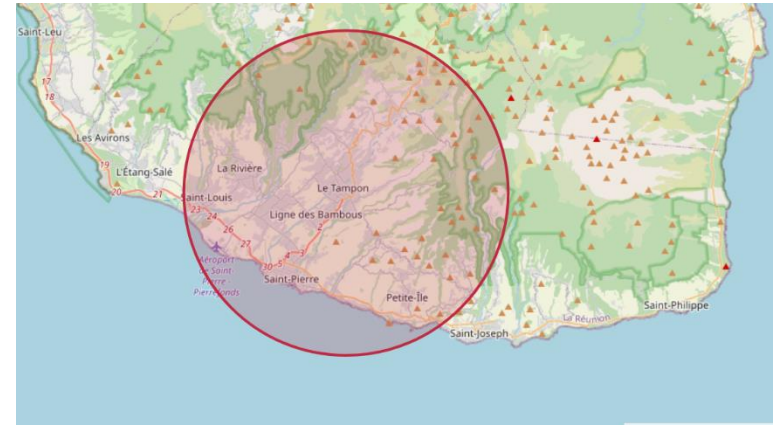 Saint-Leu
17
18
Les Avirons
19
20
L'Étang-Salé
21
La Rivière
Saint-Louis
23
24
26
27
Le Tampon
Ligne des Bambous
2
3
4
5
10
Aéroport
de Saint-
Pierre
Pierrefonds
Saint-Pierre
Petite-Île
Saint-Joseph
Saint-Philippe
La Réunion